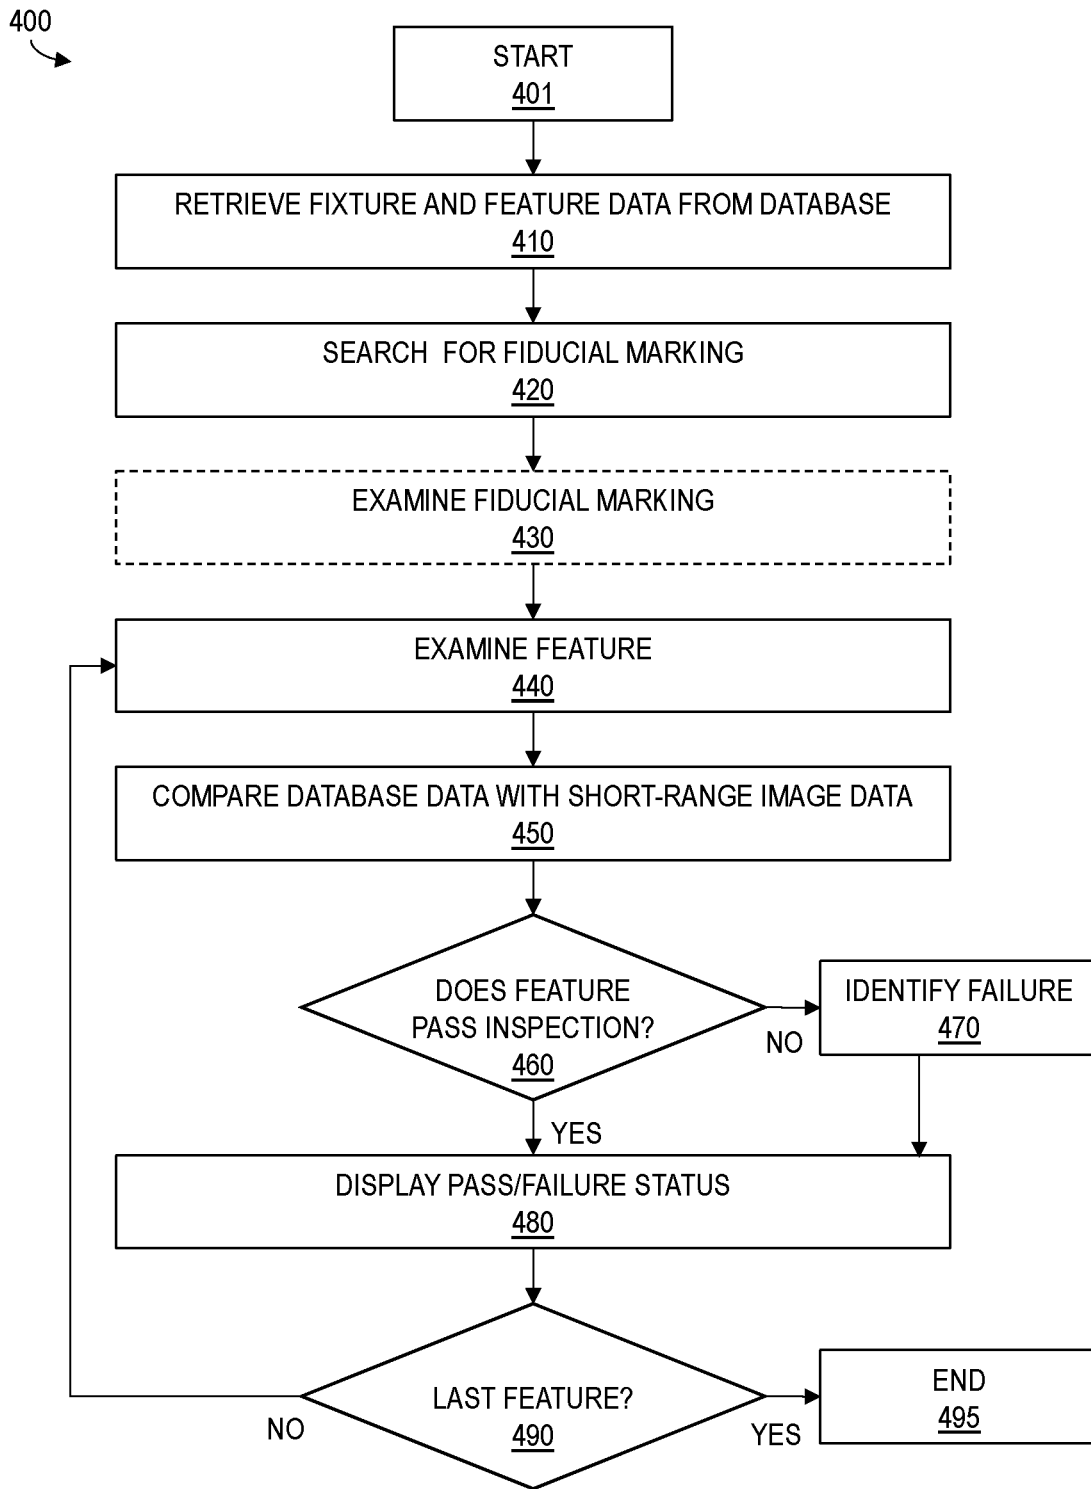 400
START
401
RETRIEVE FIXTURE AND FEATURE DATA FROM DATABASE
410
SEARCH FOR FIDUCIAL MARKING
420
EXAMINE FIDUCIAL MARKING
430
EXAMINE FEATURE
440
COMPARE DATABASE DATA WITH SHORT-RANGE IMAGE DATA
450
DOES FEATURE
PASS INSPECTION?
460
NO
IDENTIFY FAILURE
470
YES
DISPLAY PASS/FAILURE STATUS
480
LAST FEATURE?
490
NO
YES
END
495